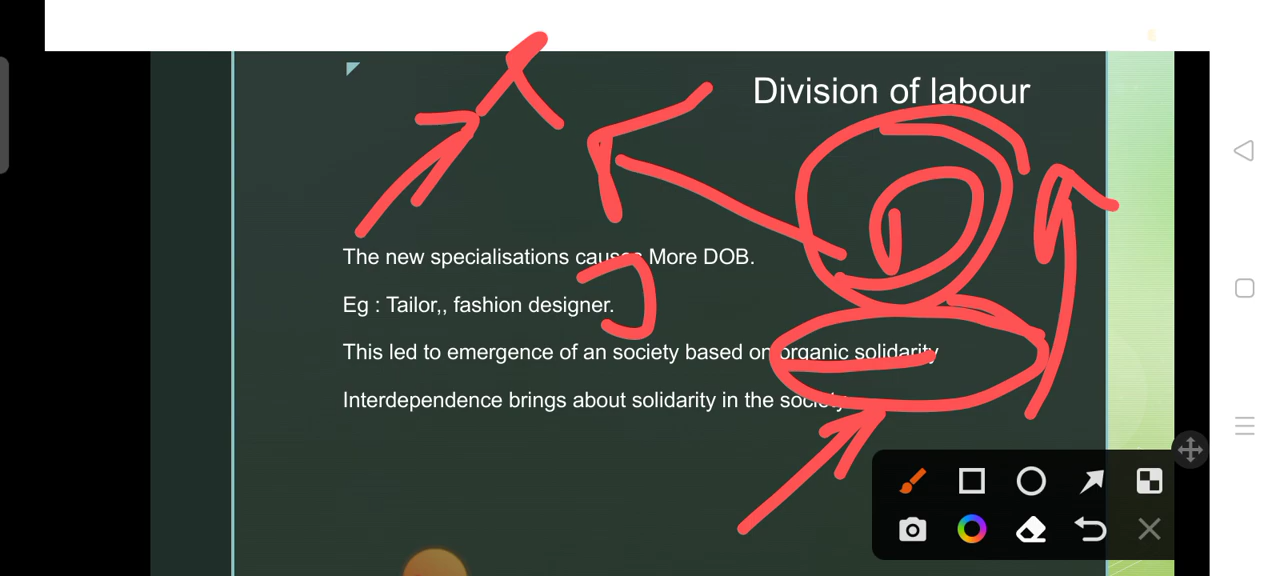 Division of labour
The new specialisations causes More DOB.
Eg : Tailor,, fashion designer.
This led to emergence of an society based on organic solidarity
Interdependence brings about solidarity in the society